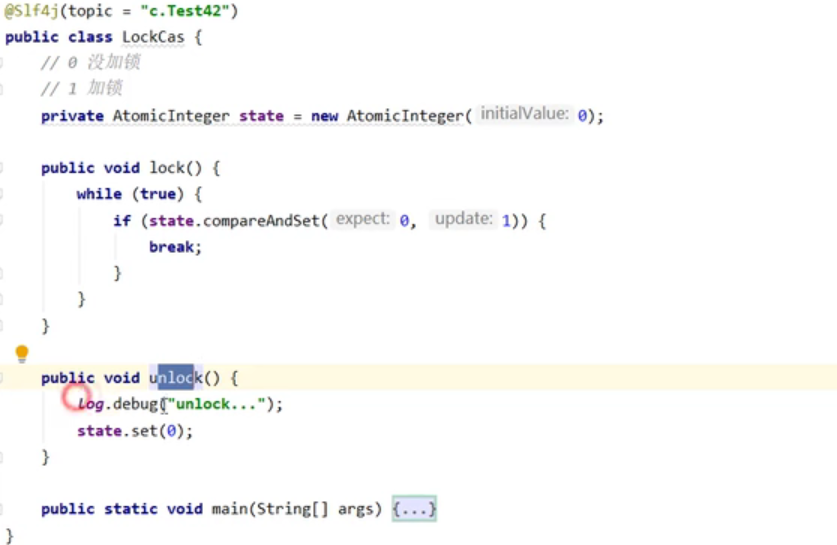 @Slf4j(topic = "c.Test42")
public class LockCas {
// 0 没加锁
// 1 加锁
private AtomicInteger state = new AtomicInteger( initialValue: 0);
public void lock() {
while (true) {
if (state.compareAndSet( expect: 0, update: 1)) {
break;
}
}
}
public void unlock() {
log.debug("unlock...");
state.set(0);
}
public static void main(String[] args) {...}
}